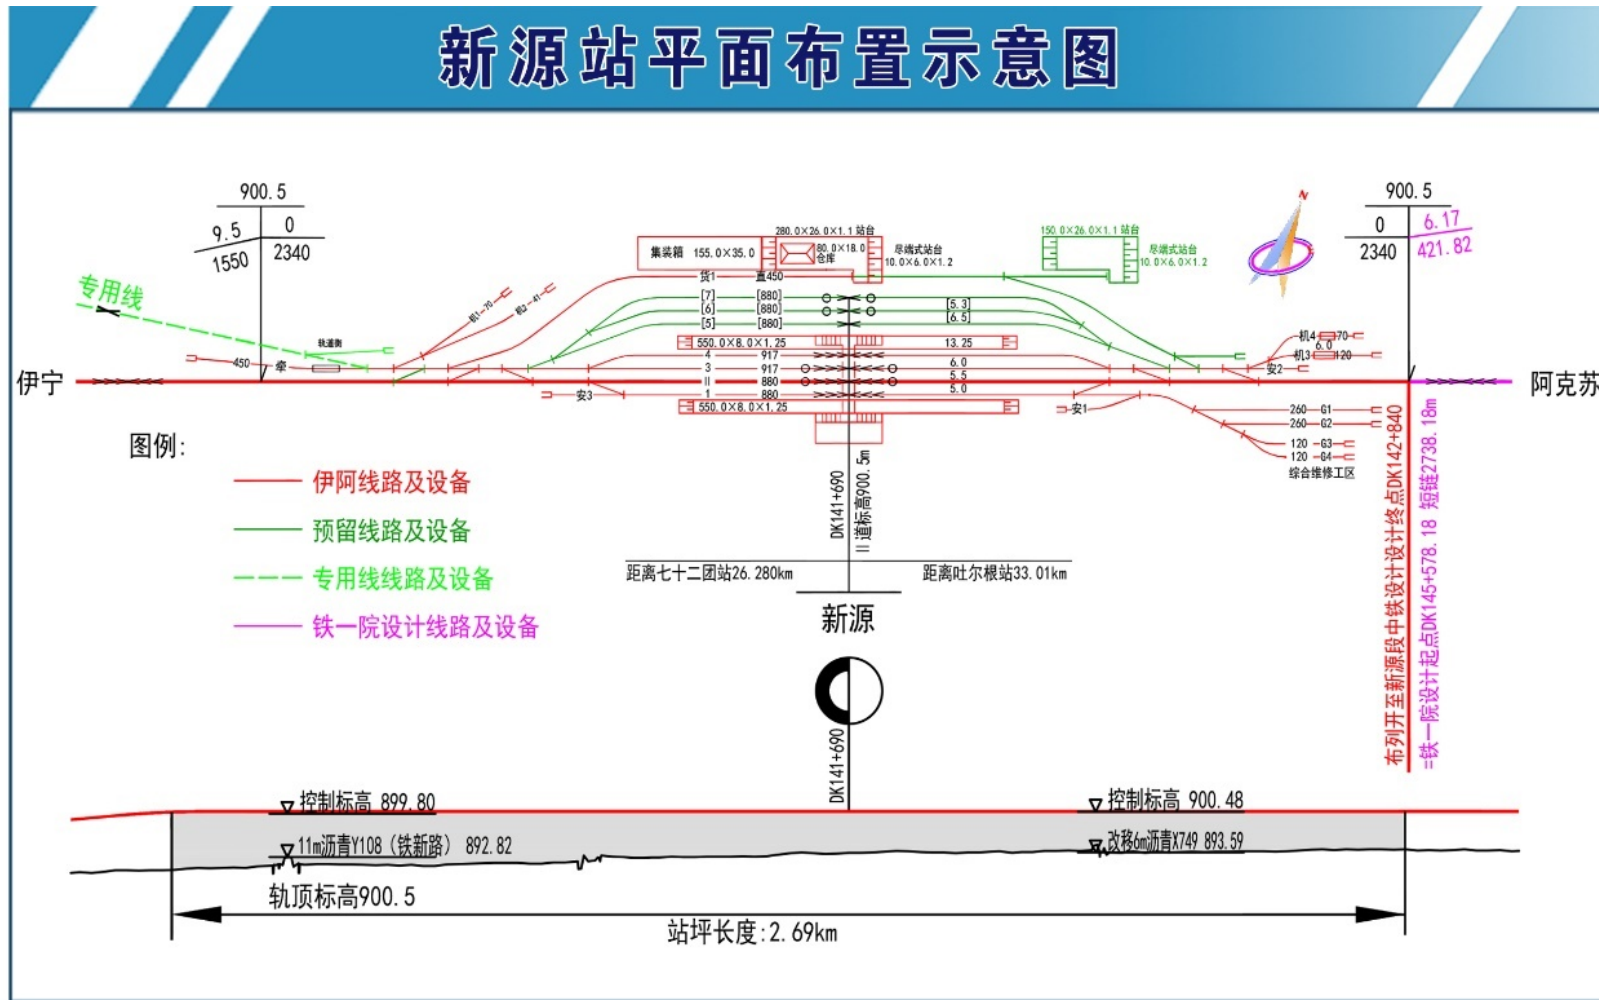 新源站平面布置示意图
900.5
9.5
0
1550
2340
900.5
0
6.17
2340
421.82
N
280.0×26.0×1.1 站台
集装箱 155.0×35.0
80.0×18.0
仓库
尽端式站台
10.0×6.0×1.2
150.0×26.0×1.1 站台
尽端式站台
10.0×6.0×1.2
货1 直450
专用线
机1-70
机2-41
[7] [880]
[6] [880] [5.3]
[5] [880] [6.5]
轨道衡
550.0×8.0×1.25 13.25
机4 70
6.0
机3 120
4 917
450 牵
3 917 6.0
安2
伊宁
II 880 5.5
阿克苏
安3
1 880 5.0
550.0×8.0×1.25
安1
260 G1
260 G2
120 G3
120 G4
综合维修工区
图例:
伊阿线路及设备
预留线路及设备
专用线线路及设备
铁一院设计线路及设备
DK141+690
II道标高900.5m
距离七十二团站26.280km
距离吐尔根站33.01km
新源
布列开至新源段中铁设计设计终点DK142+840
=铁一院设计起点DK145+578.18 短链2738.18m
DK141+690
控制标高 899.80
控制标高 900.48
11m沥青Y108（铁新路） 892.82
改移6m沥青X749 893.59
轨顶标高900.5
站坪长度:2.69km